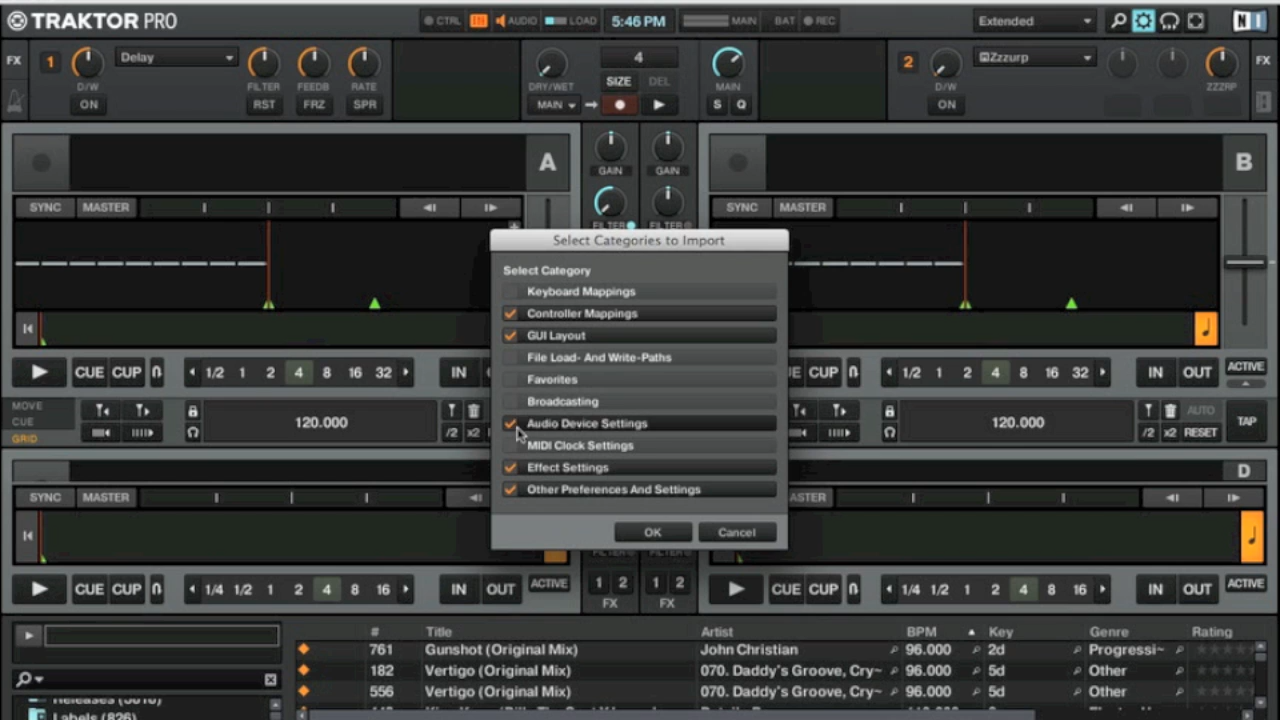 TRAKTOR PRO
CTRL AUDIO LOAD 5:46 PM MAIN BAT REC Extended NI
FX 1 Delay 4 2 Zzzurp FX
D/W FILTER FEEDB RATE DRY/WET SIZE DEL MAIN D/W ZZZRP
ON RST FRZ SPR MAIN S Q ON
A B
GAIN GAIN
SYNC MASTER SYNC MASTER
FILTER FILTER
Select Categories to Import
Select Category
Keyboard Mappings
Controller Mappings
GUI Layout
File Load- And Write-Paths
Favorites
Broadcasting
Audio Device Settings
MIDI Clock Settings
Effect Settings
Other Preferences And Settings
OK Cancel
CUE CUP 1/2 1 2 4 8 16 32 IN CUE CUP 1/2 1 2 4 8 16 32 IN OUT ACTIVE
MOVE
CUE
GRID
120.000 /2 x2 120.000 AUTO /2 x2 RESET TAP
D
SYNC MASTER ASTER
CUE CUP 1/4 1/2 1 2 4 8 16 IN OUT ACTIVE 1 2 1 2 CUE CUP 1/4 1/2 1 2 4 8 16 IN OUT ACTIVE
FX FX
# Title Artist BPM Key Genre Rating
761 Gunshot (Original Mix) John Christian 96.000 2d Progressi~
182 Vertigo (Original Mix) 070. Daddy's Groove, Cry~ 96.000 5d Other
556 Vertigo (Original Mix) 070. Daddy's Groove, Cry~ 96.000 5d Other
Labels (826)